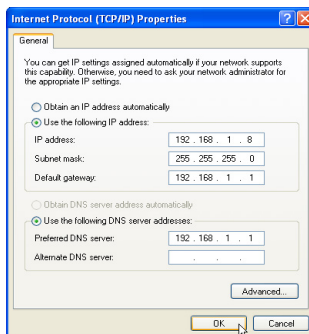 Internet Protocol (TCP/IP) Properties
General
You can get IP settings assigned automatically if your network supports
this capability. Otherwise, you need to ask your network administrator for
the appropriate IP settings.
Obtain an IP address automatically
Use the following IP address:
IP address: 192 . 168 . 1 . 8
Subnet mask: 255 . 255 . 255 . 0
Default gateway: 192 . 168 . 1 . 1
Obtain DNS server address automatically
Use the following DNS server addresses:
Preferred DNS server: 192 . 168 . 1 . 1
Alternate DNS server: . . .
Advanced...
OK Cancel